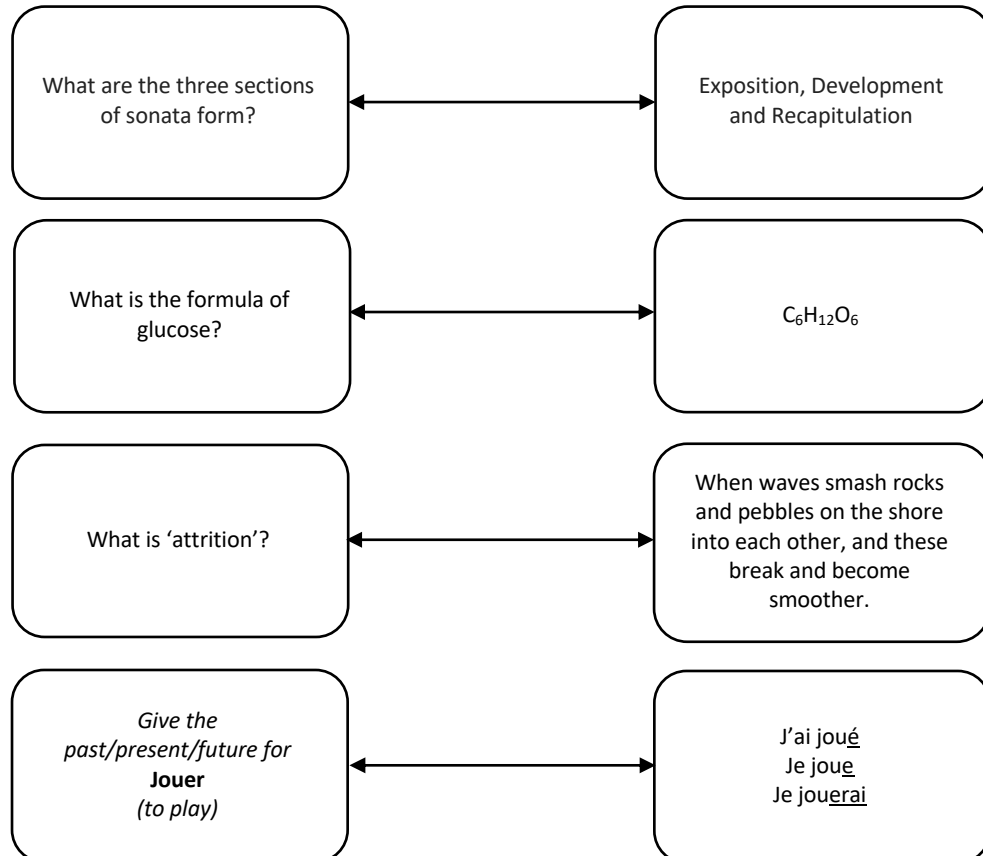 What are the three sections
of sonata form?
Exposition, Development
and Recapitulation
What is the formula of
glucose?
C₆H₁₂O₆
What is ‘attrition’?
When waves smash rocks
and pebbles on the shore
into each other, and these
break and become
smoother.
Give the
past/present/future for
Jouer
(to play)
J’ai joué
Je joue
Je jouerai